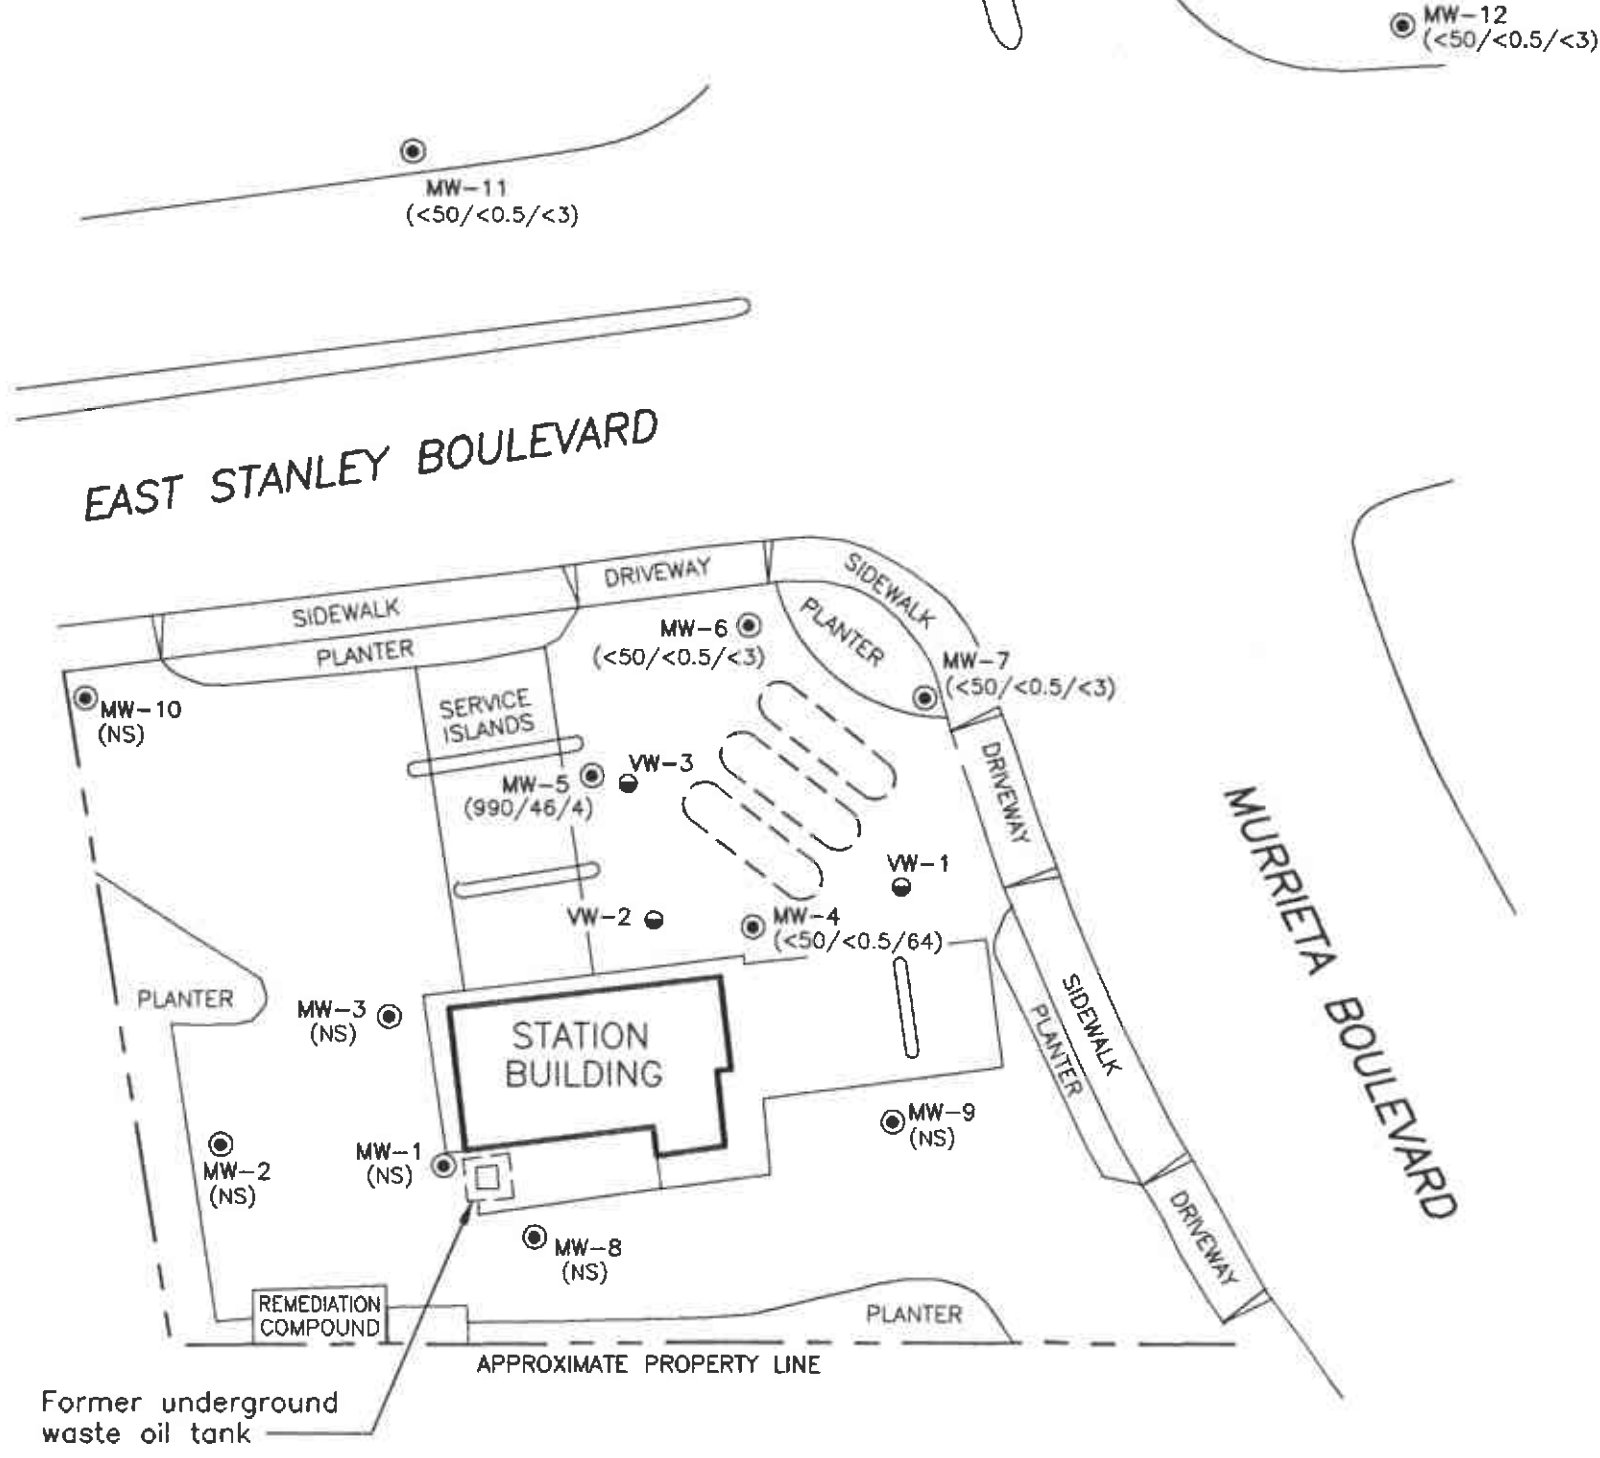 MW-12
(<50/<0.5/<3)
MW-11
(<50/<0.5/<3)
EAST STANLEY BOULEVARD
SIDEWALK
DRIVEWAY
SIDEWALK
PLANTER
PLANTER
MW-6
(<50/<0.5/<3)
MW-7
(<50/<0.5/<3)
MW-10
(NS)
SERVICE
ISLANDS
VW-3
MW-5
(990/46/4)
DRIVEWAY
MURRIETA BOULEVARD
VW-1
VW-2
MW-4
(<50/<0.5/64)
PLANTER
MW-3
(NS)
STATION
BUILDING
SIDEWALK
PLANTER
MW-9
(NS)
MW-1
(NS)
MW-2
(NS)
DRIVEWAY
MW-8
(NS)
REMEDIATION
COMPOUND
PLANTER
APPROXIMATE PROPERTY LINE
Former underground
waste oil tank